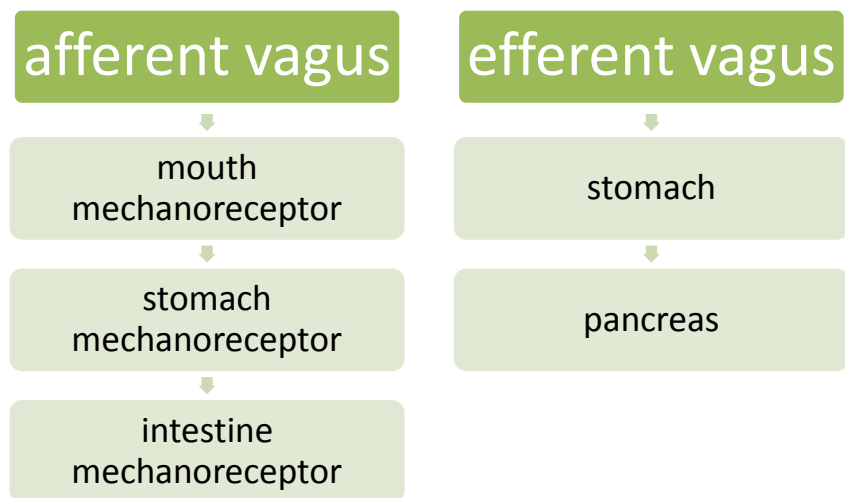 afferent vagus
mouth
mechanoreceptor
stomach
mechanoreceptor
intestine
mechanoreceptor
efferent vagus
stomach
pancreas